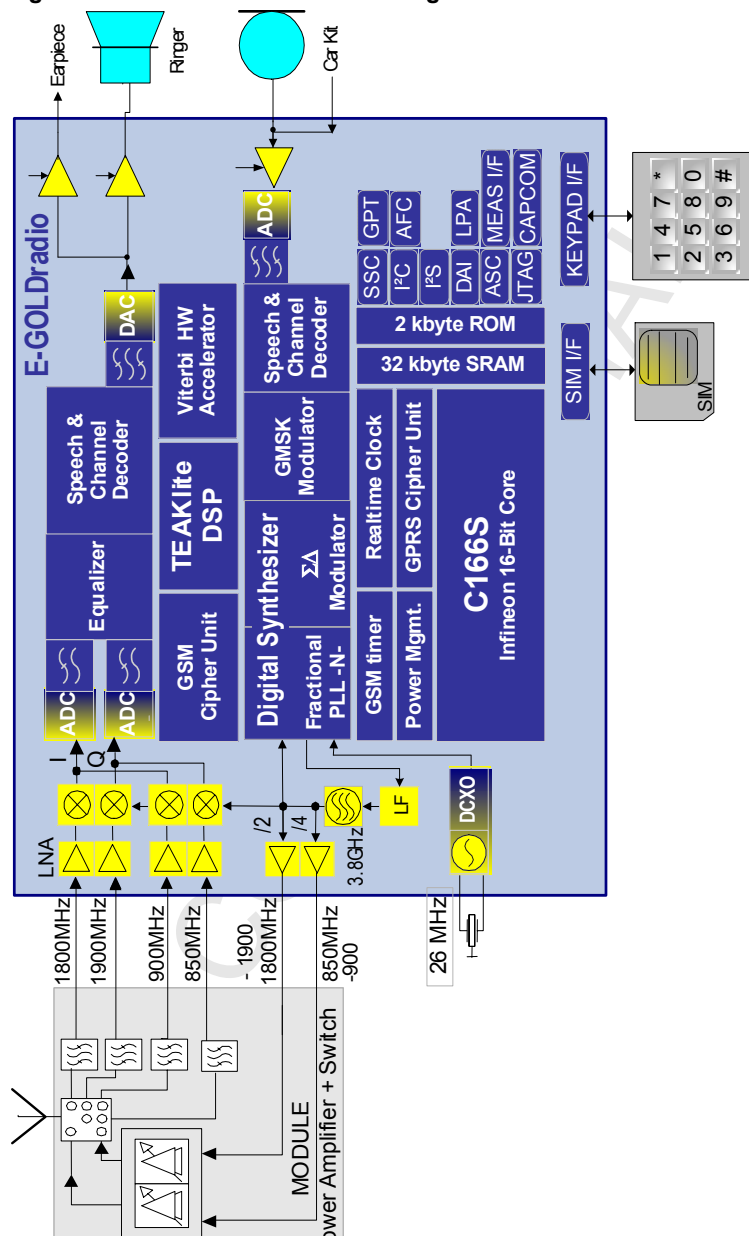 Earpiece
Ringer
Car Kit
E-GOLDradio
DAC
ADC
Speech &
Channel
Decoder
Viterbi HW
Accelerator
Speech &
Channel
Decoder
Equalizer
TEAKlite
DSP
GMSK
Modulator
GSM
Cipher Unit
Digital Synthesizer
ΣΔ
Modulator
Fractional
PLL -N-
ADC
ADC
I
Q
LNA
SSC
GPT
I²C
AFC
I²S
DAI
LPA
ASC
MEAS I/F
JTAG
CAPCOM
2 kbyte ROM
32 kbyte SRAM
Realtime Clock
GPRS Cipher Unit
GSM timer
Power Mgmt.
C166S
Infineon 16-Bit Core
KEYPAD I/F
SIM I/F
1 4 7 *
2 5 8 0
3 6 9 #
SIM
/2
/4
3.8GHz
LF
DCXO
26 MHz
1800MHz
1900MHz
900MHz
850MHz
- 1900
1800MHz
850MHz
-900
MODULE
ower Amplifier + Switch